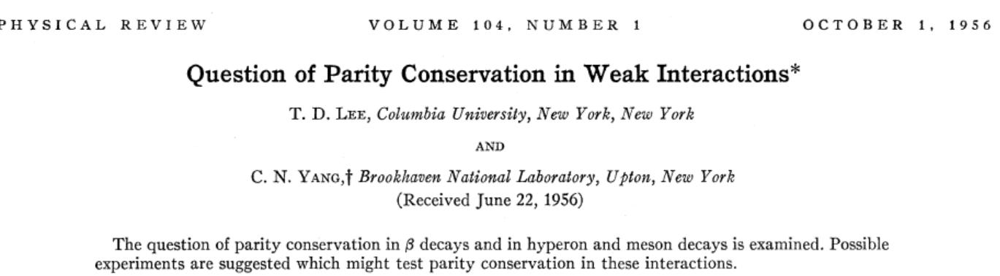 PHYSICAL REVIEW VOLUME 104, NUMBER 1 OCTOBER 1, 1956
Question of Parity Conservation in Weak Interactions*
T. D. LEE, Columbia University, New York, New York
AND
C. N. YANG,† Brookhaven National Laboratory, Upton, New York
(Received June 22, 1956)
The question of parity conservation in β decays and in hyperon and meson decays is examined. Possible
experiments are suggested which might test parity conservation in these interactions.